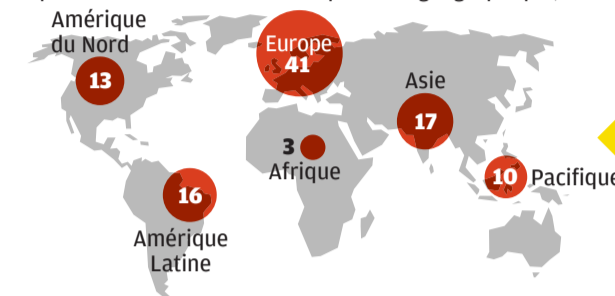 Amérique
du Nord
13
Europe
41
Asie
17
3
Afrique
10 Pacifique
16
Amérique
Latine